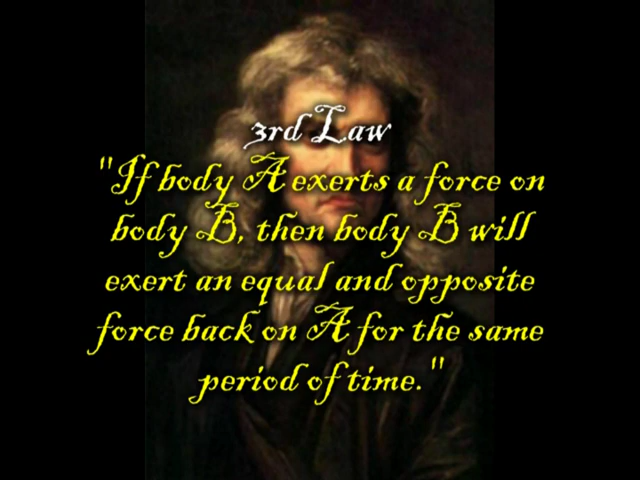 3rd Law
"If body A exerts a force on
body B, then body B will
exert an equal and opposite
force back on A for the same
period of time."